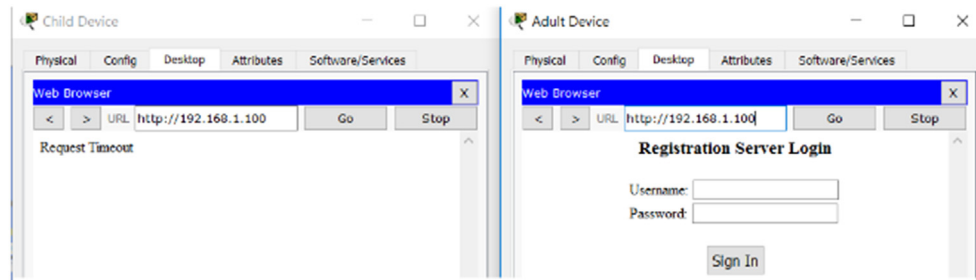 Child Device
Physical Config Desktop Attributes Software/Services
Web Browser X
< > URL http://192.168.1.100 Go Stop
Request Timeout
Adult Device
Physical Config Desktop Attributes Software/Services
Web Browser X
< > URL http://192.168.1.100 Go Stop
Registration Server Login
Username:
Password:
Sign In